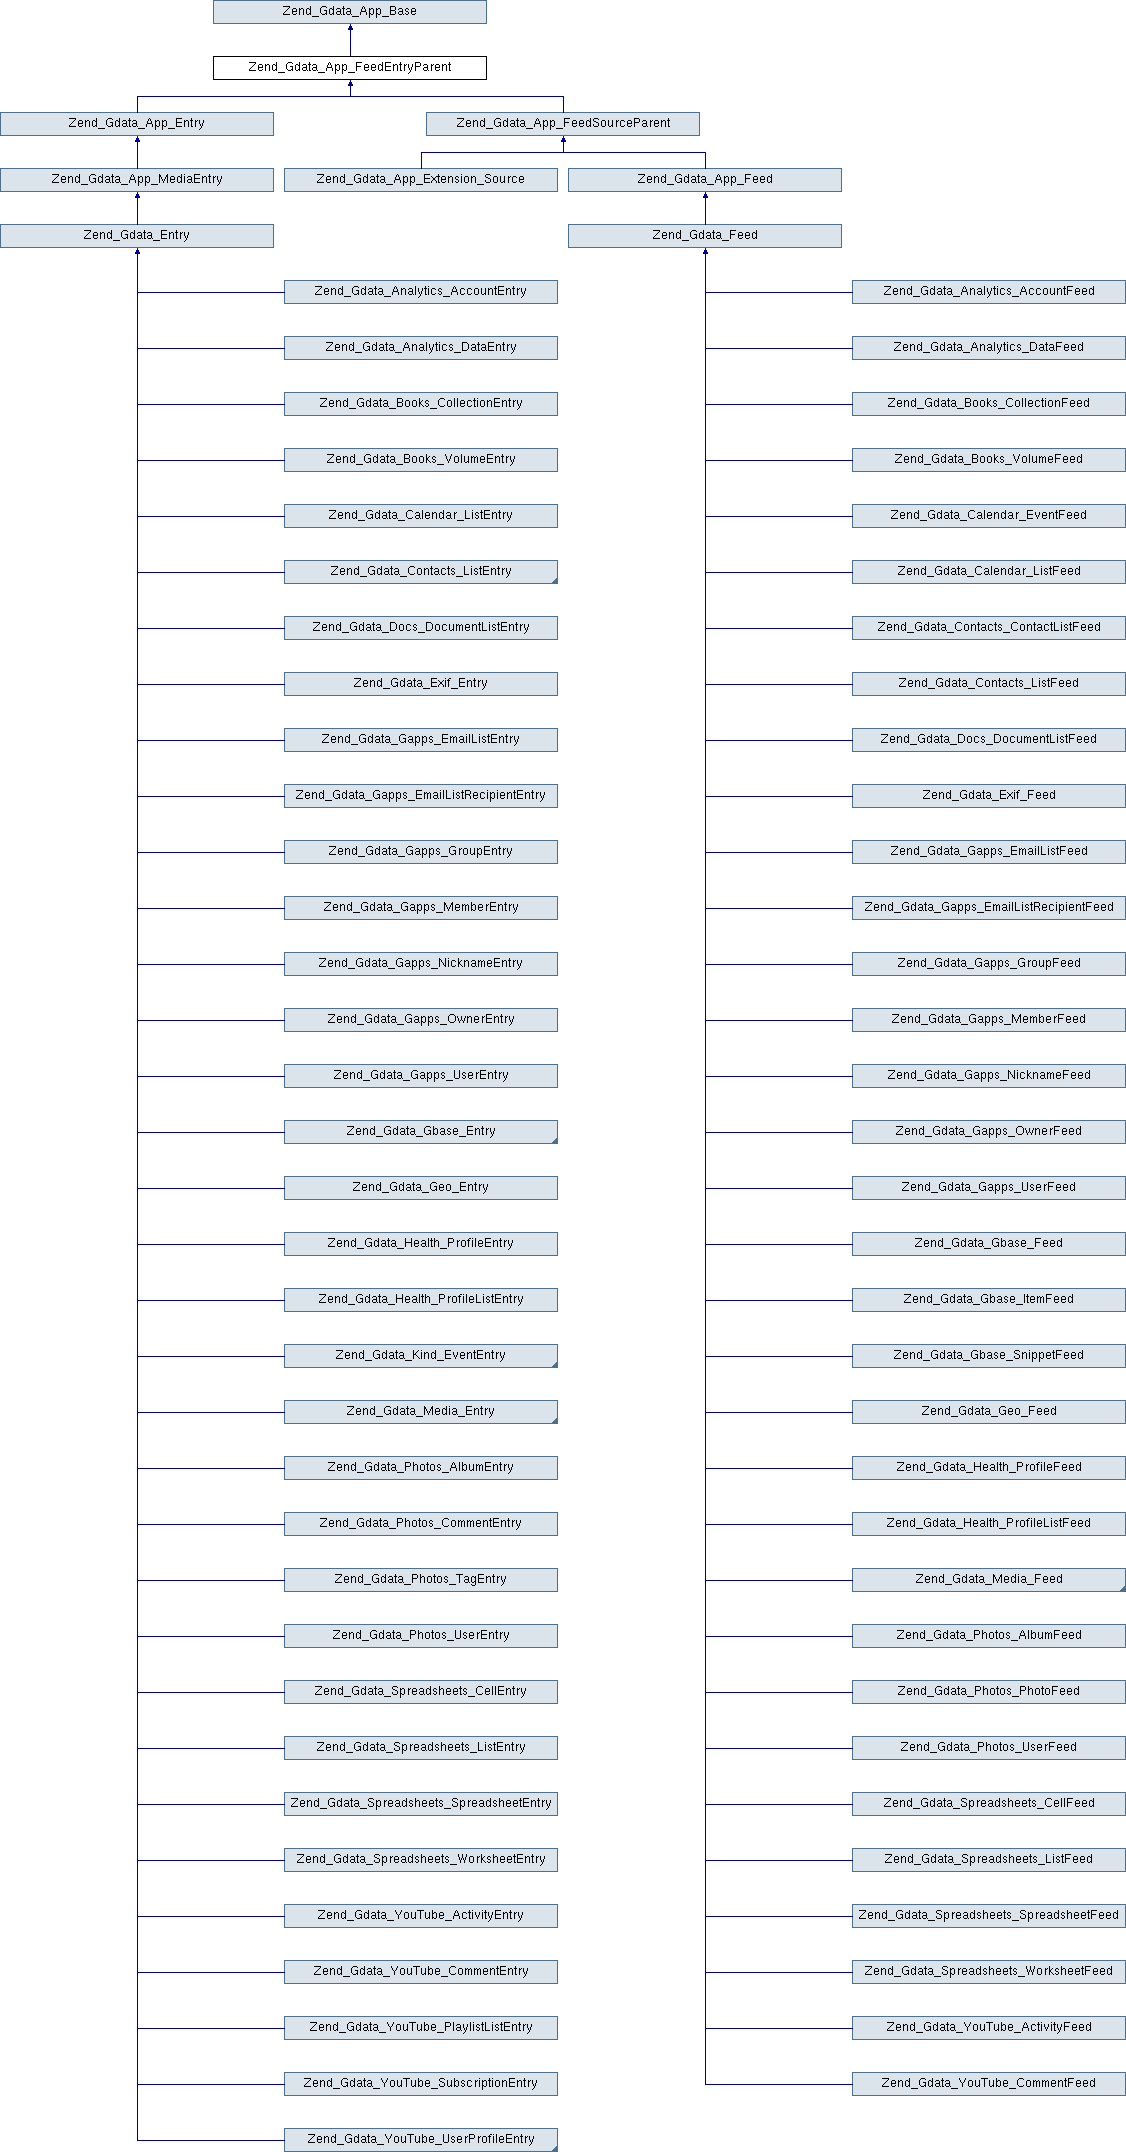 Zend_Gdata_App_Base
Zend_Gdata_App_FeedEntryParent
Zend_Gdata_App_Entry
Zend_Gdata_App_FeedSourceParent
Zend_Gdata_App_MediaEntry
Zend_Gdata_App_Extension_Source
Zend_Gdata_App_Feed
Zend_Gdata_Entry
Zend_Gdata_Feed
Zend_Gdata_Analytics_AccountEntry
Zend_Gdata_Analytics_DataEntry
Zend_Gdata_Books_CollectionEntry
Zend_Gdata_Books_VolumeEntry
Zend_Gdata_Calendar_ListEntry
Zend_Gdata_Contacts_ListEntry
Zend_Gdata_Docs_DocumentListEntry
Zend_Gdata_Exif_Entry
Zend_Gdata_Gapps_EmailListEntry
Zend_Gdata_Gapps_EmailListRecipientEntry
Zend_Gdata_Gapps_GroupEntry
Zend_Gdata_Gapps_MemberEntry
Zend_Gdata_Gapps_NicknameEntry
Zend_Gdata_Gapps_OwnerEntry
Zend_Gdata_Gapps_UserEntry
Zend_Gdata_Gbase_Entry
Zend_Gdata_Geo_Entry
Zend_Gdata_Health_ProfileEntry
Zend_Gdata_Health_ProfileListEntry
Zend_Gdata_Kind_EventEntry
Zend_Gdata_Media_Entry
Zend_Gdata_Photos_AlbumEntry
Zend_Gdata_Photos_CommentEntry
Zend_Gdata_Photos_TagEntry
Zend_Gdata_Photos_UserEntry
Zend_Gdata_Spreadsheets_CellEntry
Zend_Gdata_Spreadsheets_ListEntry
Zend_Gdata_Spreadsheets_SpreadsheetEntry
Zend_Gdata_Spreadsheets_WorksheetEntry
Zend_Gdata_YouTube_ActivityEntry
Zend_Gdata_YouTube_CommentEntry
Zend_Gdata_YouTube_PlaylistListEntry
Zend_Gdata_YouTube_SubscriptionEntry
Zend_Gdata_YouTube_UserProfileEntry
Zend_Gdata_Analytics_AccountFeed
Zend_Gdata_Analytics_DataFeed
Zend_Gdata_Books_CollectionFeed
Zend_Gdata_Books_VolumeFeed
Zend_Gdata_Calendar_EventFeed
Zend_Gdata_Calendar_ListFeed
Zend_Gdata_Contacts_ContactListFeed
Zend_Gdata_Contacts_ListFeed
Zend_Gdata_Docs_DocumentListFeed
Zend_Gdata_Exif_Feed
Zend_Gdata_Gapps_EmailListFeed
Zend_Gdata_Gapps_EmailListRecipientFeed
Zend_Gdata_Gapps_GroupFeed
Zend_Gdata_Gapps_MemberFeed
Zend_Gdata_Gapps_NicknameFeed
Zend_Gdata_Gapps_OwnerFeed
Zend_Gdata_Gapps_UserFeed
Zend_Gdata_Gbase_Feed
Zend_Gdata_Gbase_ItemFeed
Zend_Gdata_Gbase_SnippetFeed
Zend_Gdata_Geo_Feed
Zend_Gdata_Health_ProfileFeed
Zend_Gdata_Health_ProfileListFeed
Zend_Gdata_Media_Feed
Zend_Gdata_Photos_AlbumFeed
Zend_Gdata_Photos_PhotoFeed
Zend_Gdata_Photos_UserFeed
Zend_Gdata_Spreadsheets_CellFeed
Zend_Gdata_Spreadsheets_ListFeed
Zend_Gdata_Spreadsheets_SpreadsheetFeed
Zend_Gdata_Spreadsheets_WorksheetFeed
Zend_Gdata_YouTube_ActivityFeed
Zend_Gdata_YouTube_CommentFeed